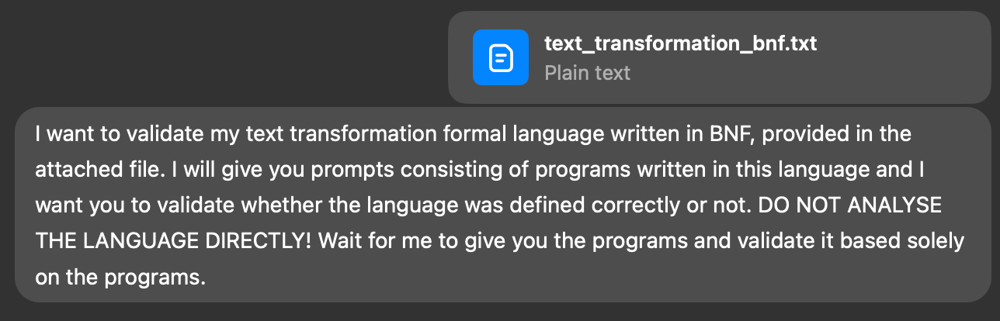 text_transformation_bnf.txt
Plain text
I want to validate my text transformation formal language written in BNF, provided in the
attached file. I will give you prompts consisting of programs written in this language and I
want you to validate whether the language was defined correctly or not. DO NOT ANALYSE
THE LANGUAGE DIRECTLY! Wait for me to give you the programs and validate it based solely
on the programs.